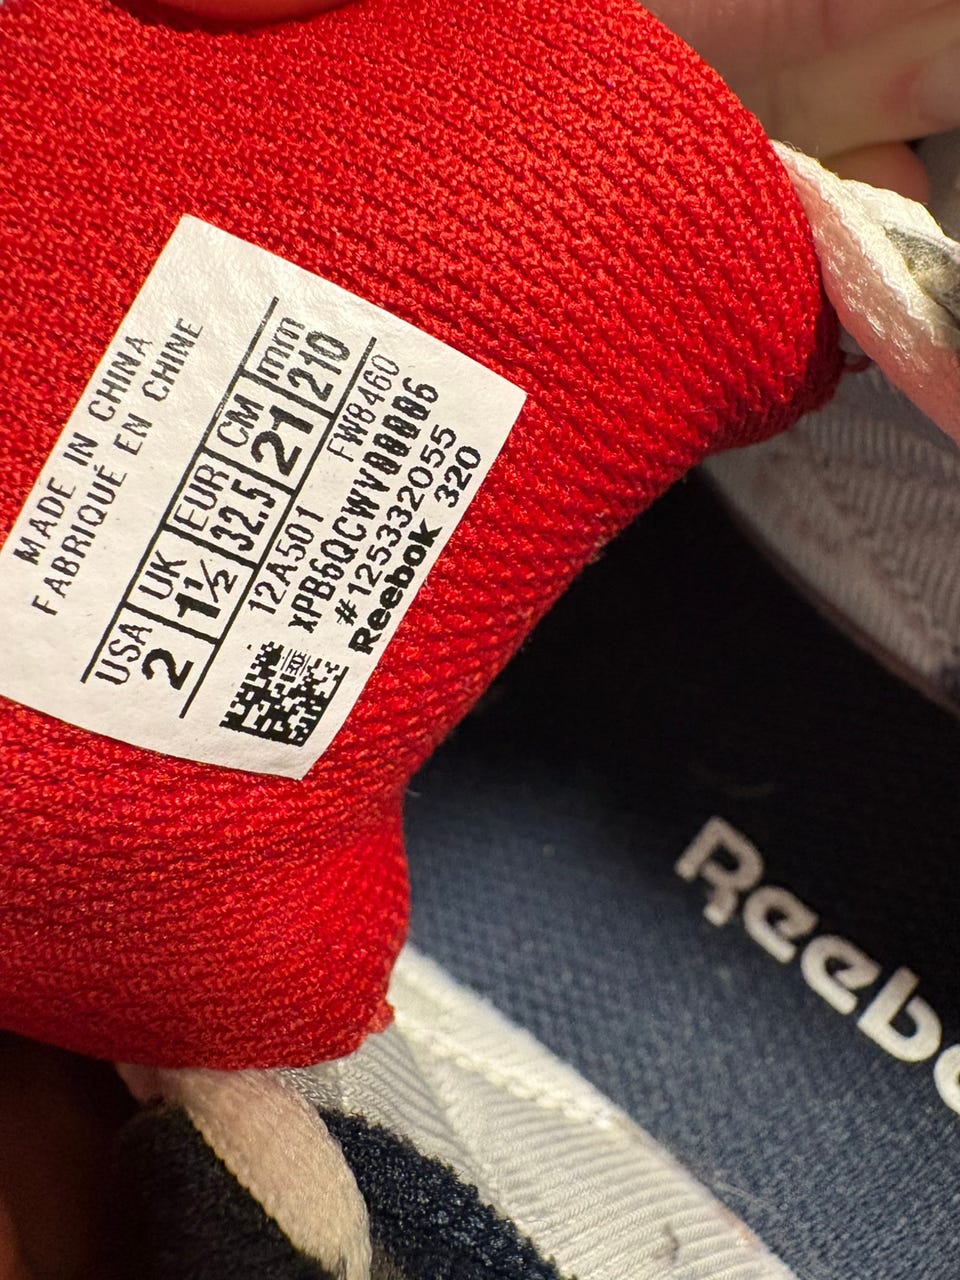 MADE IN CHINA
FABRIQUÉ EN CHINE
USA UK EUR CM mm
2 1½ 32.5 21 210
12A501 FW8460
#125332055
Reebok 320
Reebo